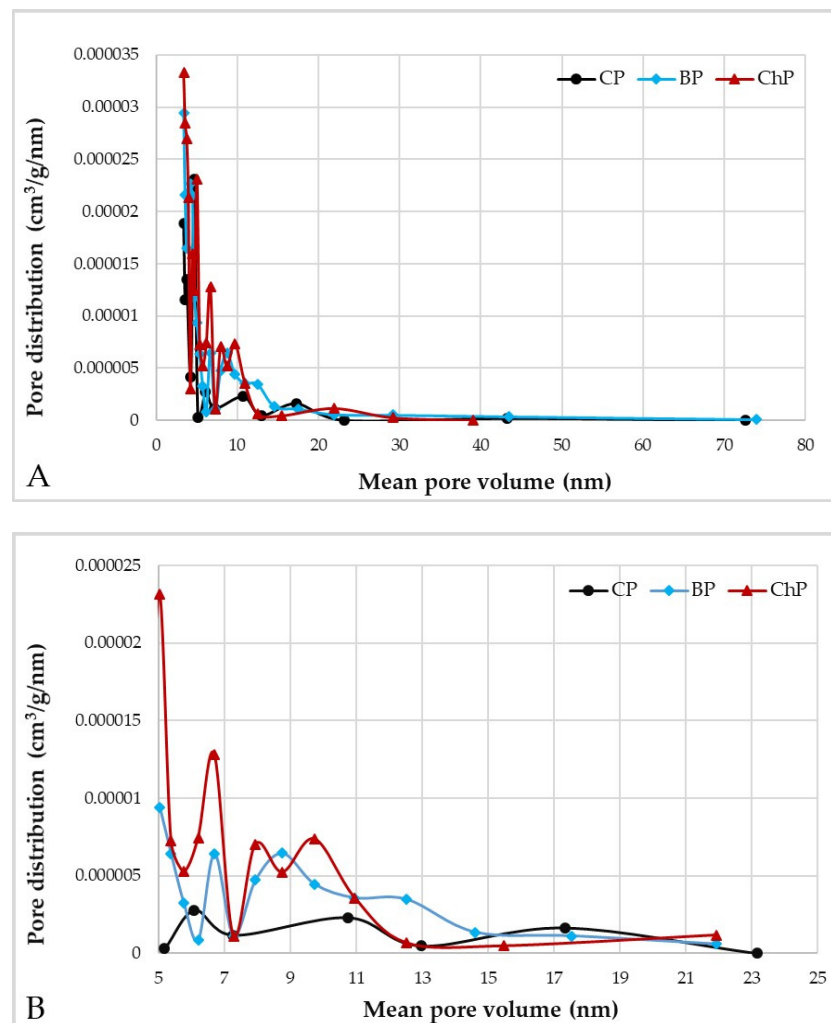 0.000035
CP BP ChP
0.00003
0.000025
0.00002
0.000015
0.00001
0.000005
0
Pore distribution (cm³/g/nm)
0 10 20 30 40 50 60 70 80
Mean pore volume (nm)
A
0.000025
CP BP ChP
0.00002
0.000015
0.00001
0.000005
0
Pore distribution (cm³/g/nm)
5 7 9 11 13 15 17 19 21 23 25
Mean pore volume (nm)
B